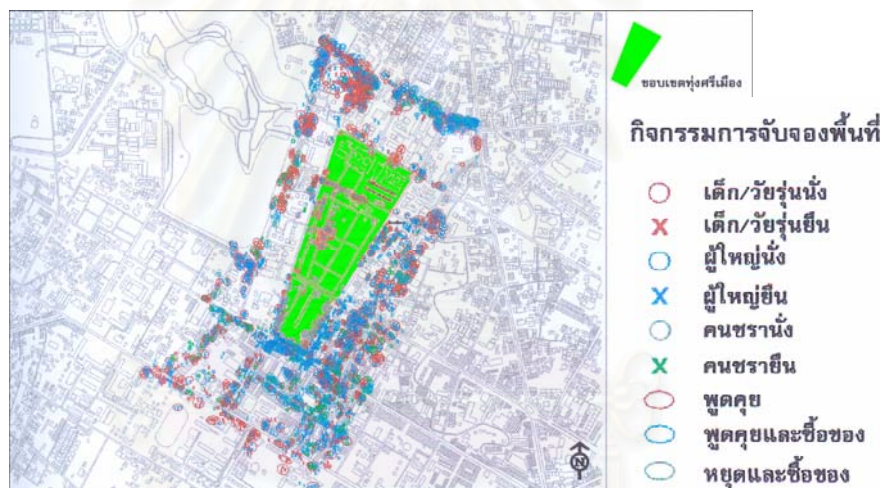 ขอบเขตทุ่งศรีเมือง
กิจกรรมการจับจองพื้นที่
เด็ก/วัยรุ่นนั่ง
เด็ก/วัยรุ่นยืน
ผู้ใหญ่นั่ง
ผู้ใหญ่ยืน
คนชรานั่ง
คนชรายืน
พูดคุย
พูดคุยและซื้อของ
หยุดและซื้อของ
N